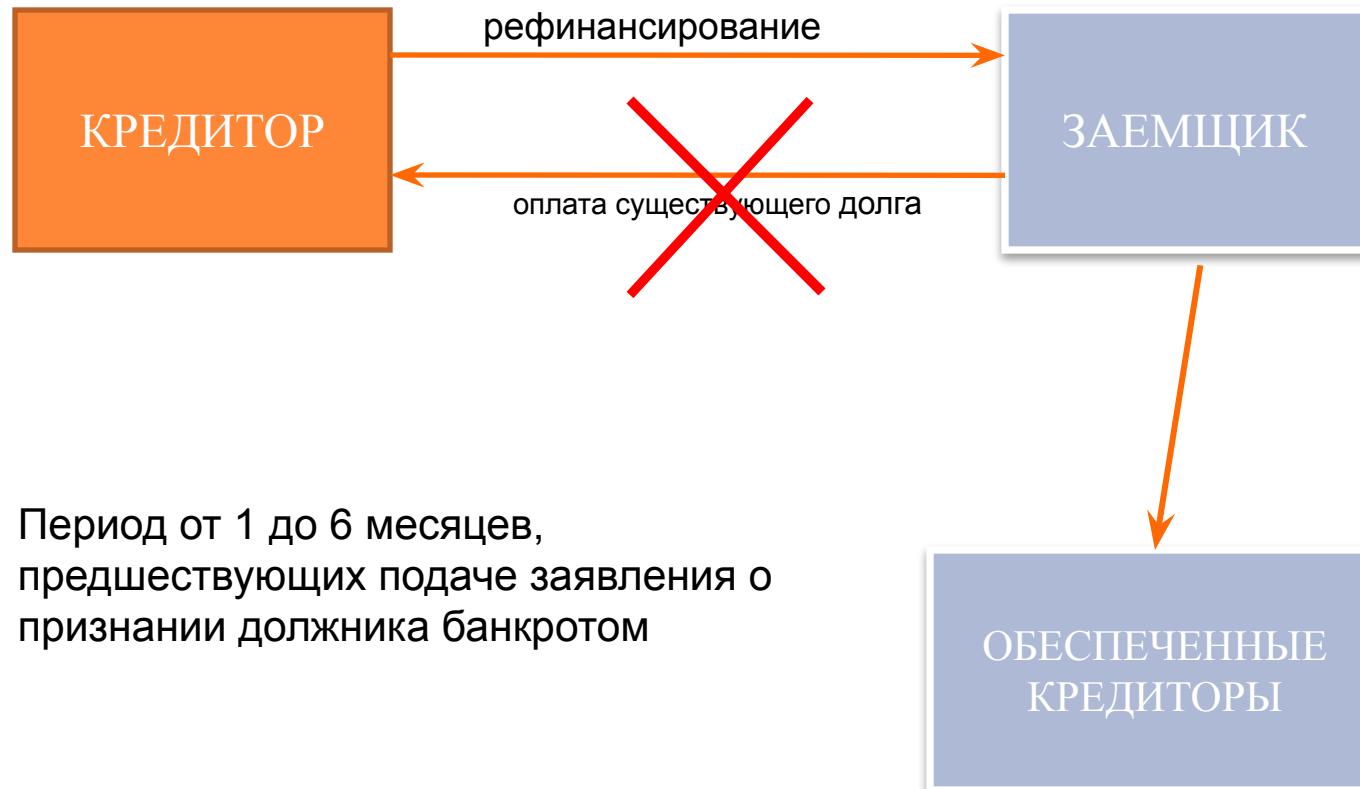 рефинансирование
КРЕДИТОР
ЗАЕМЩИК
оплата существующего долга
Период от 1 до 6 месяцев,
предшествующих подаче заявления о
признании должника банкротом
ОБЕСПЕЧЕННЫЕ
КРЕДИТОРЫ